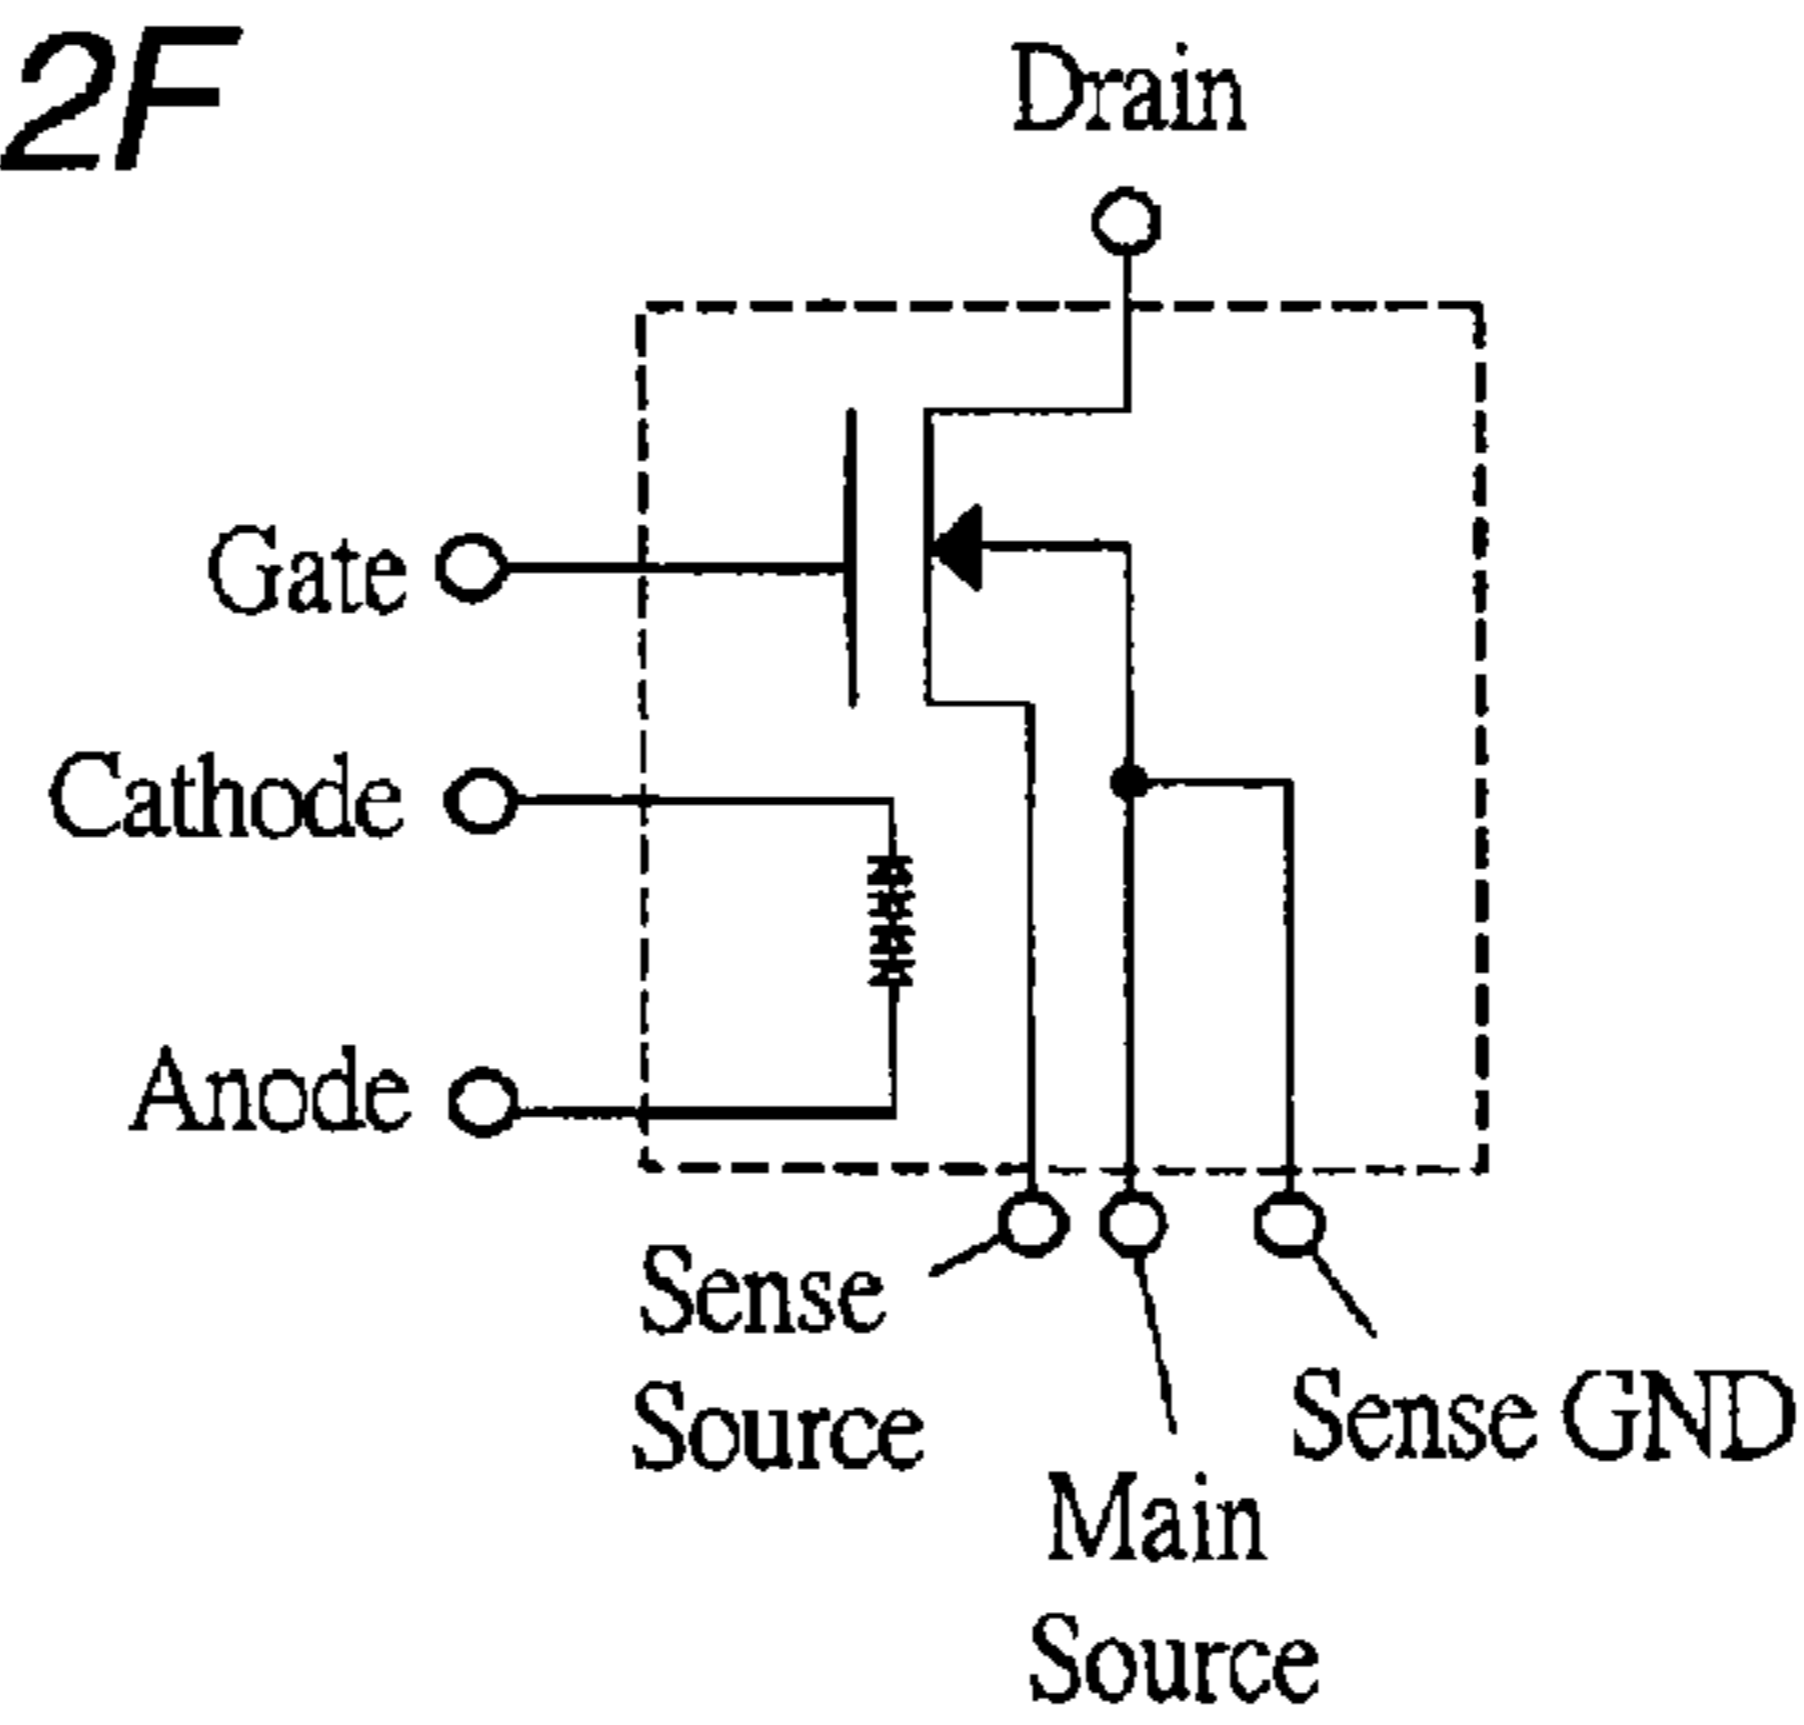 2F
Drain
Gate
Cathode
Anode
Sense
Source
Sense GND
Main
Source